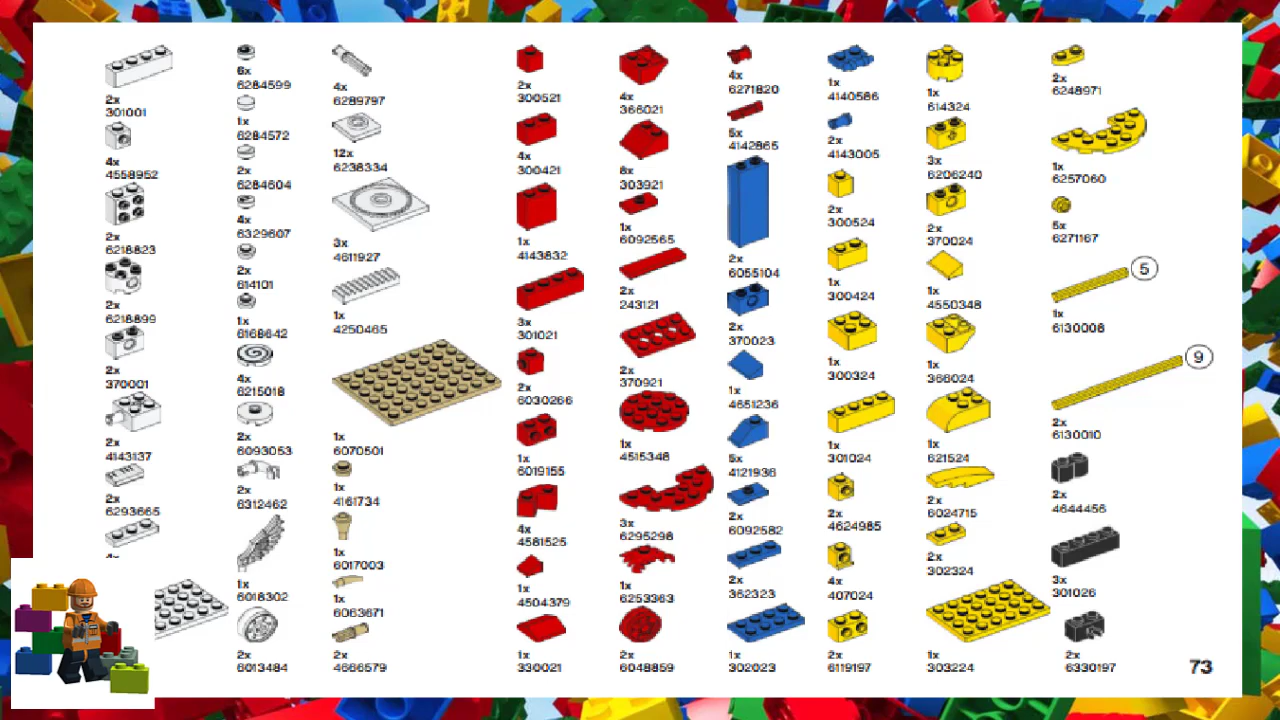 2x
301001
4x
4558952
2x
6218823
2x
6218899
2x
370001
2x
4143137
2x
6293665
6x
6284599
1x
6284572
2x
6284604
4x
6329607
2x
614101
1x
6168642
4x
6215018
2x
6093053
2x
6312462
1x
6018302
2x
6013484
4x
6289797
12x
6238334
3x
4611927
1x
4250465
1x
6070501
1x
4161734
1x
6017003
1x
6063671
2x
4666579
2x
300521
4x
300421
1x
4143832
3x
301021
2x
6030266
1x
6019155
4x
4581525
1x
4504379
1x
330021
4x
366021
8x
303921
1x
6092565
2x
243121
2x
370921
1x
4515348
3x
6295298
1x
6253363
2x
6048859
4x
6271820
5x
4142865
2x
6055104
2x
370023
1x
4651236
5x
4121936
2x
6092582
2x
362323
1x
302023
1x
4140586
2x
4143005
2x
300524
1x
300424
1x
300324
1x
301024
2x
4624985
4x
407024
2x
6119197
1x
614324
3x
6206240
2x
370024
1x
4550348
1x
366024
1x
621524
2x
6024715
2x
302324
1x
303224
2x
6248971
1x
6257060
5x
6271167
5
1x
6130008
9
2x
6130010
2x
4644456
3x
301026
2x
6330197
73